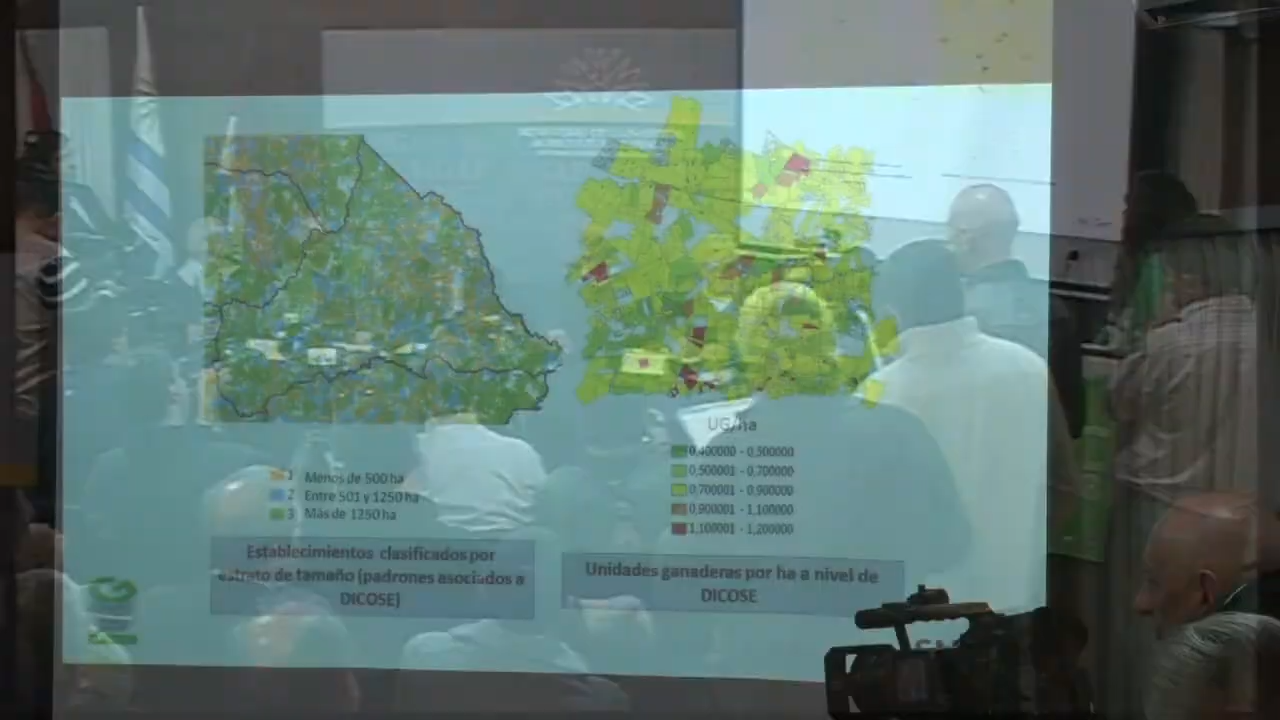 UG/ha
0,400000 - 0,500000
0,500001 - 0,700000
0,700001 - 0,900000
0,900001 - 1,100000
1,100001 - 1,200000
1 Menos de 500 ha
2 Entre 501 y 1250 ha
3 Más de 1250 ha
Establecimientos clasificados por
estrato de tamaño (padrones asociados a
DICOSE)
Unidades ganaderas por ha a nivel de
DICOSE